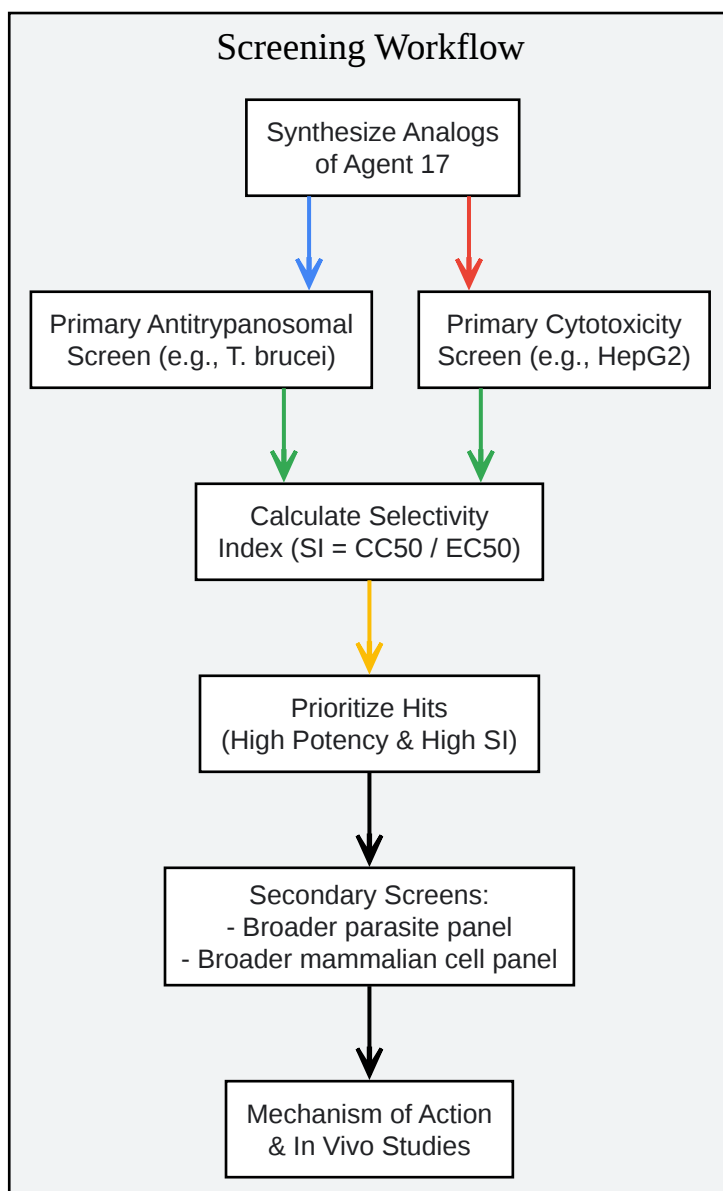 Screening Workflow
Synthesize Analogs
of Agent 17
Primary Antitrypanosomal
Screen (e.g., T. brucei)
Primary Cytotoxicity
Screen (e.g., HepG2)
Calculate Selectivity
Index (SI = CC50 / EC50)
Prioritize Hits
(High Potency & High SI)
Secondary Screens:
- Broader parasite panel
- Broader mammalian cell panel
Mechanism of Action
& In Vivo Studies